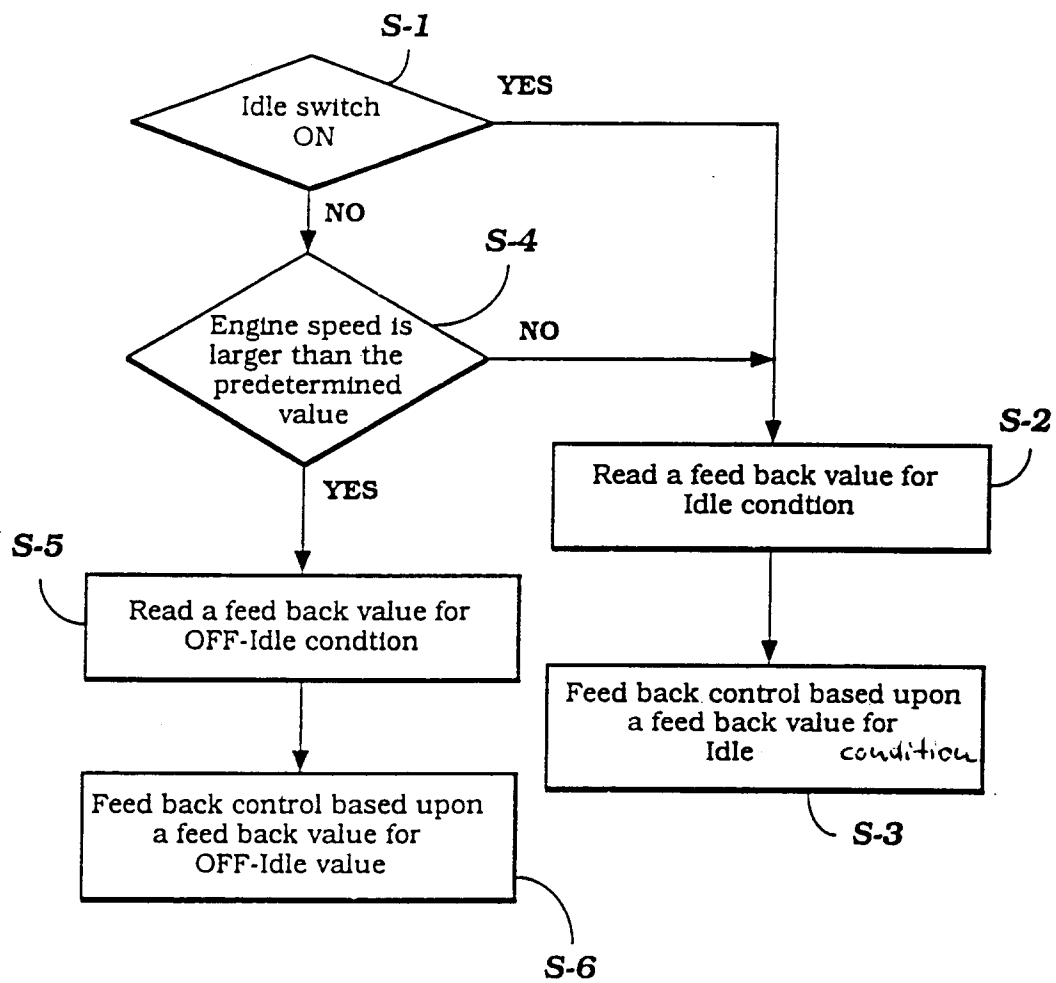 S-1
Idle switch
ON
YES
NO
S-4
Engine speed is
larger than the
predetermined
value
NO
YES
S-2
Read a feed back value for
Idle condtion
S-5
Read a feed back value for
OFF-Idle condtion
Feed back control based upon
a feed back value for
Idle condition
S-3
Feed back control based upon
a feed back value for
OFF-Idle value
S-6